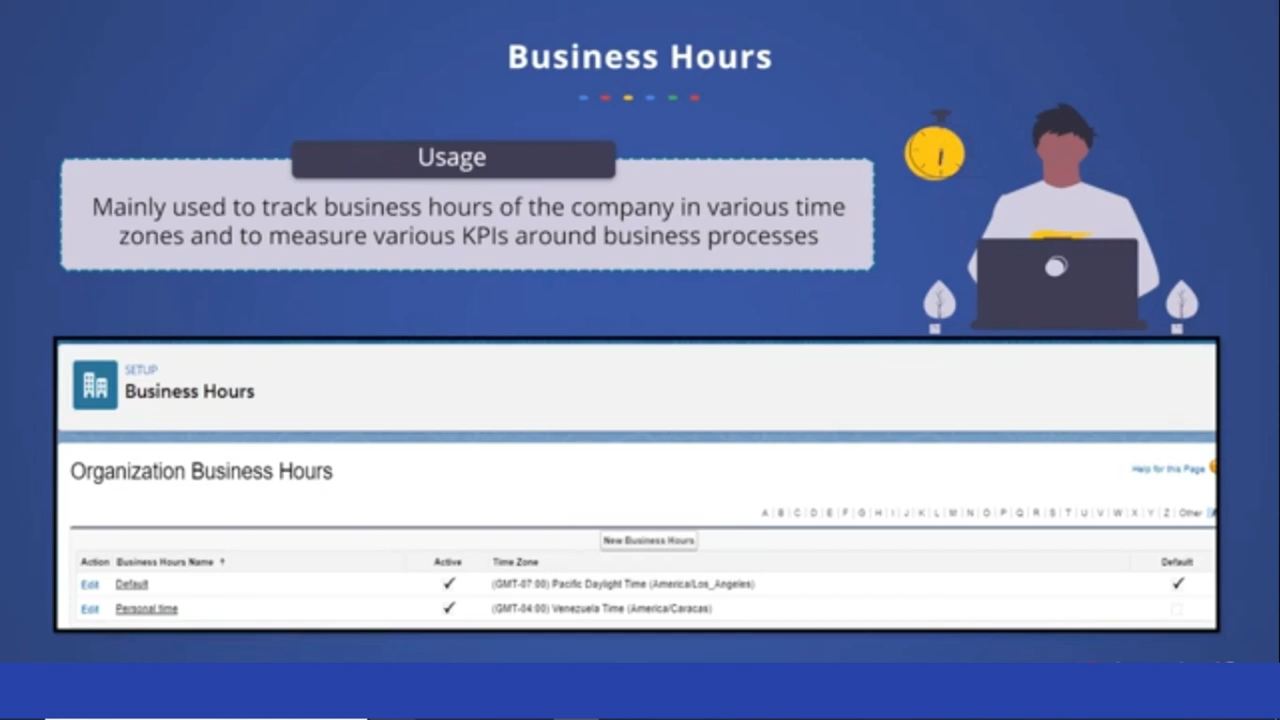 Business Hours
Usage
Mainly used to track business hours of the company in various time
zones and to measure various KPIs around business processes
SETUP
Business Hours
Organization Business Hours
Help for this Page
A | B | C | D | E | F | G | H | I | J | K | L | M | N | O | P | Q | R | S | T | U | V | W | X | Y | Z | Other
New Business Hours
Action Business Hours Name ↑ Active Time Zone Default
Edit Default ✓ (GMT-07:00) Pacific Daylight Time (America/Los_Angeles) ✓
Edit Personal time ✓ (GMT-04:00) Venezuela Time (America/Caracas)